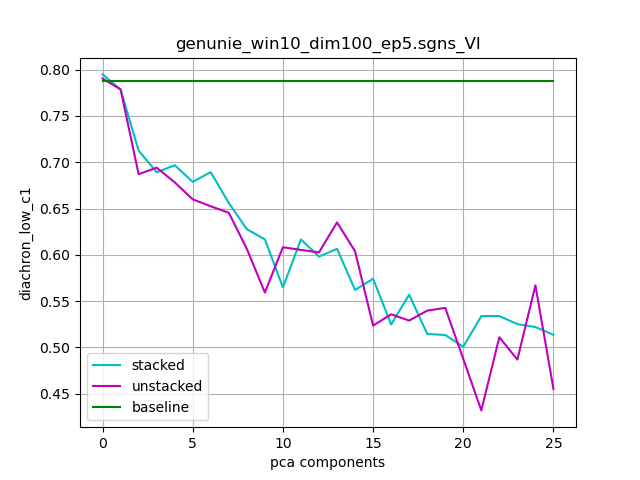 genunie_win10_dim100_ep5.sgns_VI
0.80
0.75
0.70
0.65
0.60
0.55
0.50
0.45
diachron_low_c1
stacked
unstacked
baseline
0 5 10 15 20 25
pca components